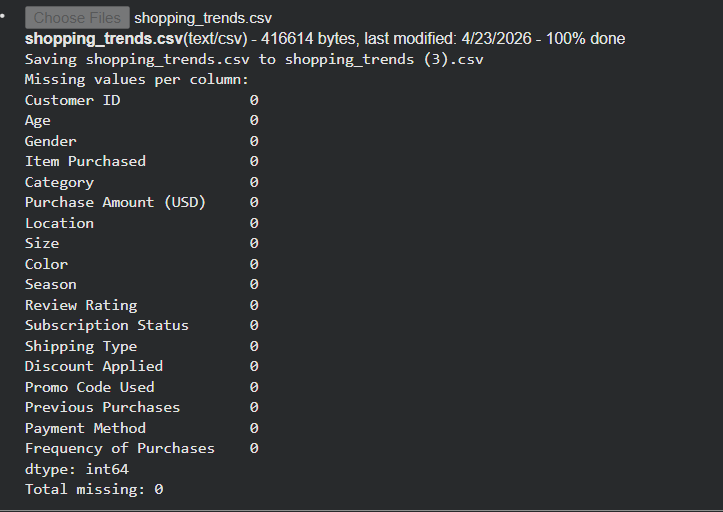 Choose Files shopping_trends.csv
shopping_trends.csv(text/csv) - 416614 bytes, last modified: 4/23/2026 - 100% done
Saving shopping_trends.csv to shopping_trends (3).csv
Missing values per column:
Customer ID 0
Age 0
Gender 0
Item Purchased 0
Category 0
Purchase Amount (USD) 0
Location 0
Size 0
Color 0
Season 0
Review Rating 0
Subscription Status 0
Shipping Type 0
Discount Applied 0
Promo Code Used 0
Previous Purchases 0
Payment Method 0
Frequency of Purchases 0
dtype: int64
Total missing: 0